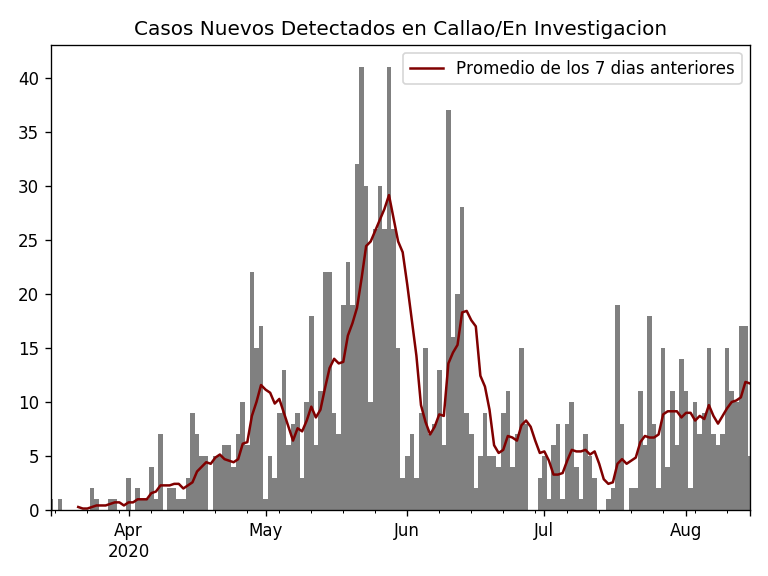 Casos Nuevos Detectados en Callao/En Investigacion
Promedio de los 7 dias anteriores
40
35
30
25
20
15
10
5
0
Apr
2020
May
Jun
Jul
Aug